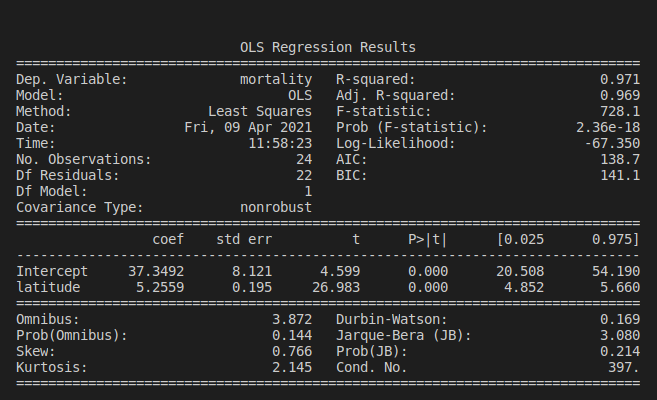 OLS Regression Results
==============================================================================
Dep. Variable:              mortality   R-squared:                       0.971
Model:                            OLS   Adj. R-squared:                  0.969
Method:                 Least Squares   F-statistic:                     728.1
Date:                Fri, 09 Apr 2021   Prob (F-statistic):           2.36e-18
Time:                        11:58:23   Log-Likelihood:                -67.350
No. Observations:                  24   AIC:                             138.7
Df Residuals:                      22   BIC:                             141.1
Df Model:                           1
Covariance Type:            nonrobust
==============================================================================
                 coef    std err          t      P>|t|      [0.025      0.975]
------------------------------------------------------------------------------
Intercept     37.3492      8.121      4.599      0.000      20.508      54.190
latitude       5.2559      0.195     26.983      0.000       4.852       5.660
==============================================================================
Omnibus:                        3.872   Durbin-Watson:                   0.169
Prob(Omnibus):                  0.144   Jarque-Bera (JB):                3.080
Skew:                           0.766   Prob(JB):                        0.214
Kurtosis:                       2.145   Cond. No.                         397.
==============================================================================